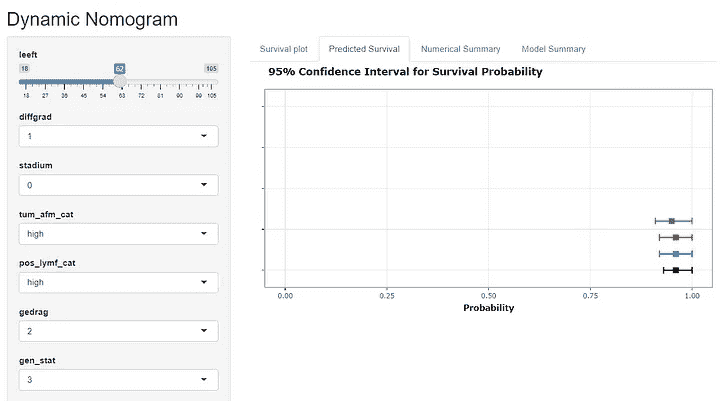 Dynamic Nomogram
leeft
18 62 105
18 27 36 45 54 63 72 81 90 99 105
diffgrad
1
stadium
0
tum_afm_cat
high
pos_lymf_cat
high
gedrag
2
gen_stat
3
Survival plot Predicted Survival Numerical Summary Model Summary
95% Confidence Interval for Survival Probability
0.00 0.25 0.50 0.75 1.00
Probability